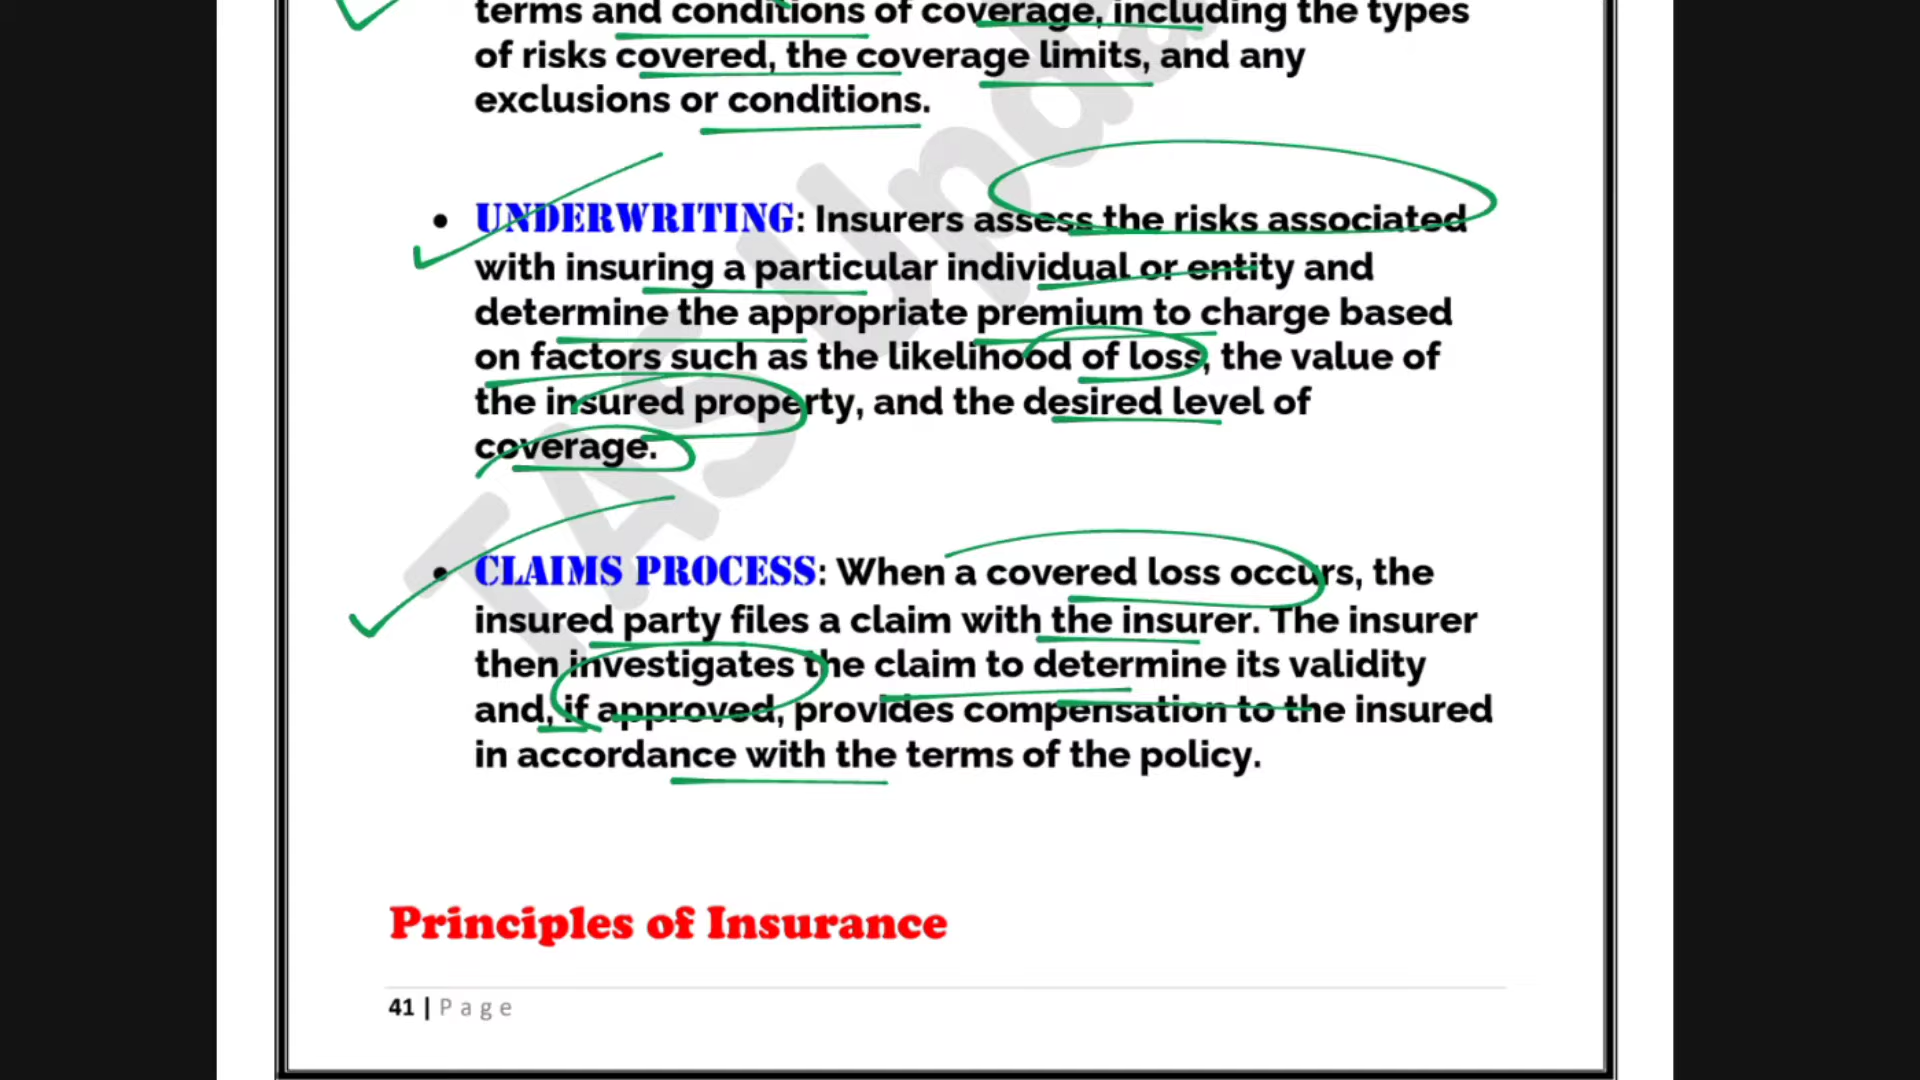 terms and conditions of coverage, including the types
of risks covered, the coverage limits, and any
exclusions or conditions.
• UNDERWRITING: Insurers assess the risks associated
with insuring a particular individual or entity and
determine the appropriate premium to charge based
on factors such as the likelihood of loss, the value of
the insured property, and the desired level of
coverage.
• CLAIMS PROCESS: When a covered loss occurs, the
insured party files a claim with the insurer. The insurer
then investigates the claim to determine its validity
and, if approved, provides compensation to the insured
in accordance with the terms of the policy.
Principles of Insurance
41 | Page